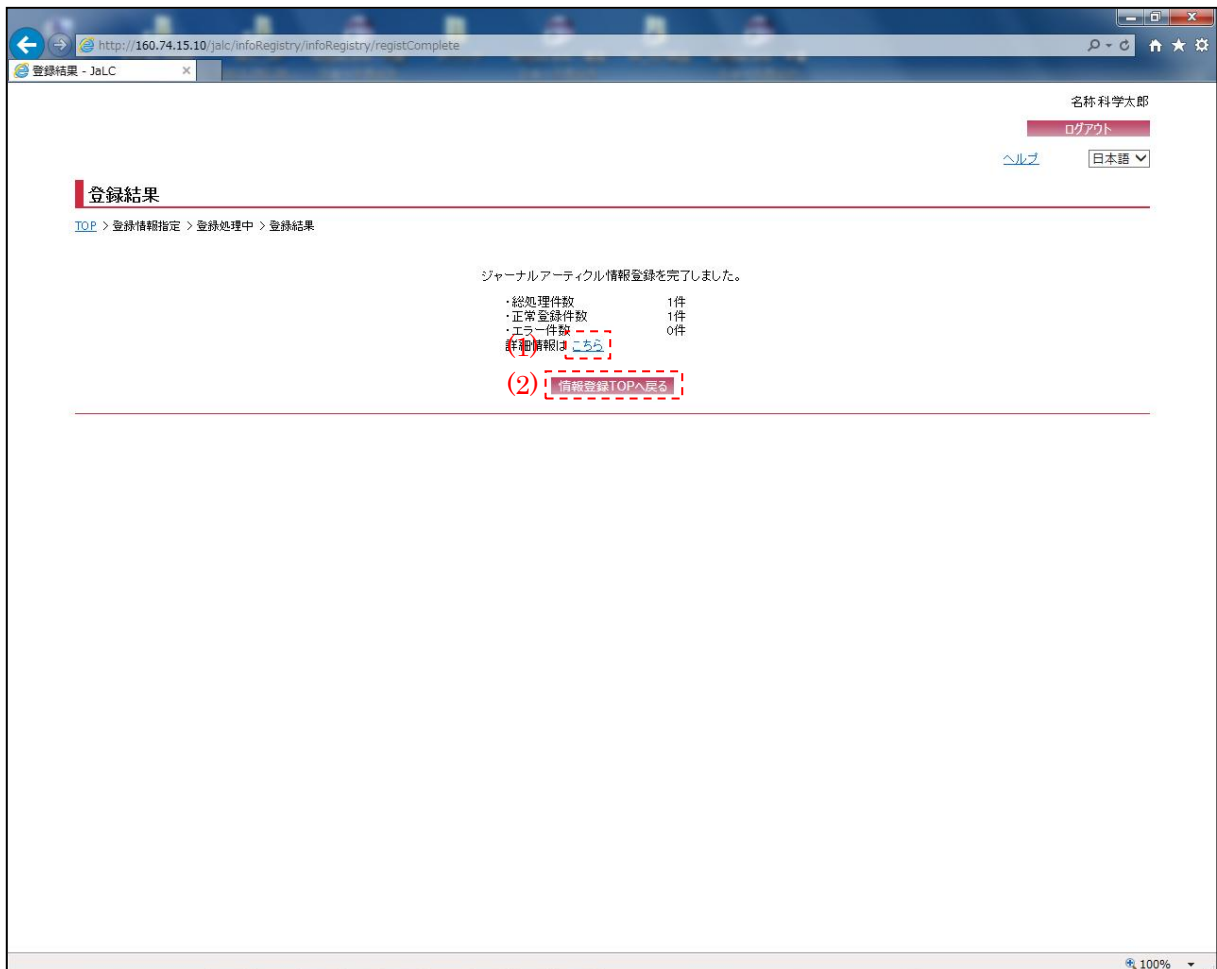 http://160.74.15.10/jalc/infoRegistry/infoRegistry/registComplete
登録結果 - JaLC
名称 科学太郎
ログアウト
ヘルプ 日本語
登録結果
TOP > 登録情報指定 > 登録処理中 > 登録結果
ジャーナルアーティクル情報登録を完了しました。
・総処理件数 1件
・正常登録件数 1件
・エラー件数 0件
(1) 詳細情報は こちら
(2) 情報登録TOPへ戻る
100%